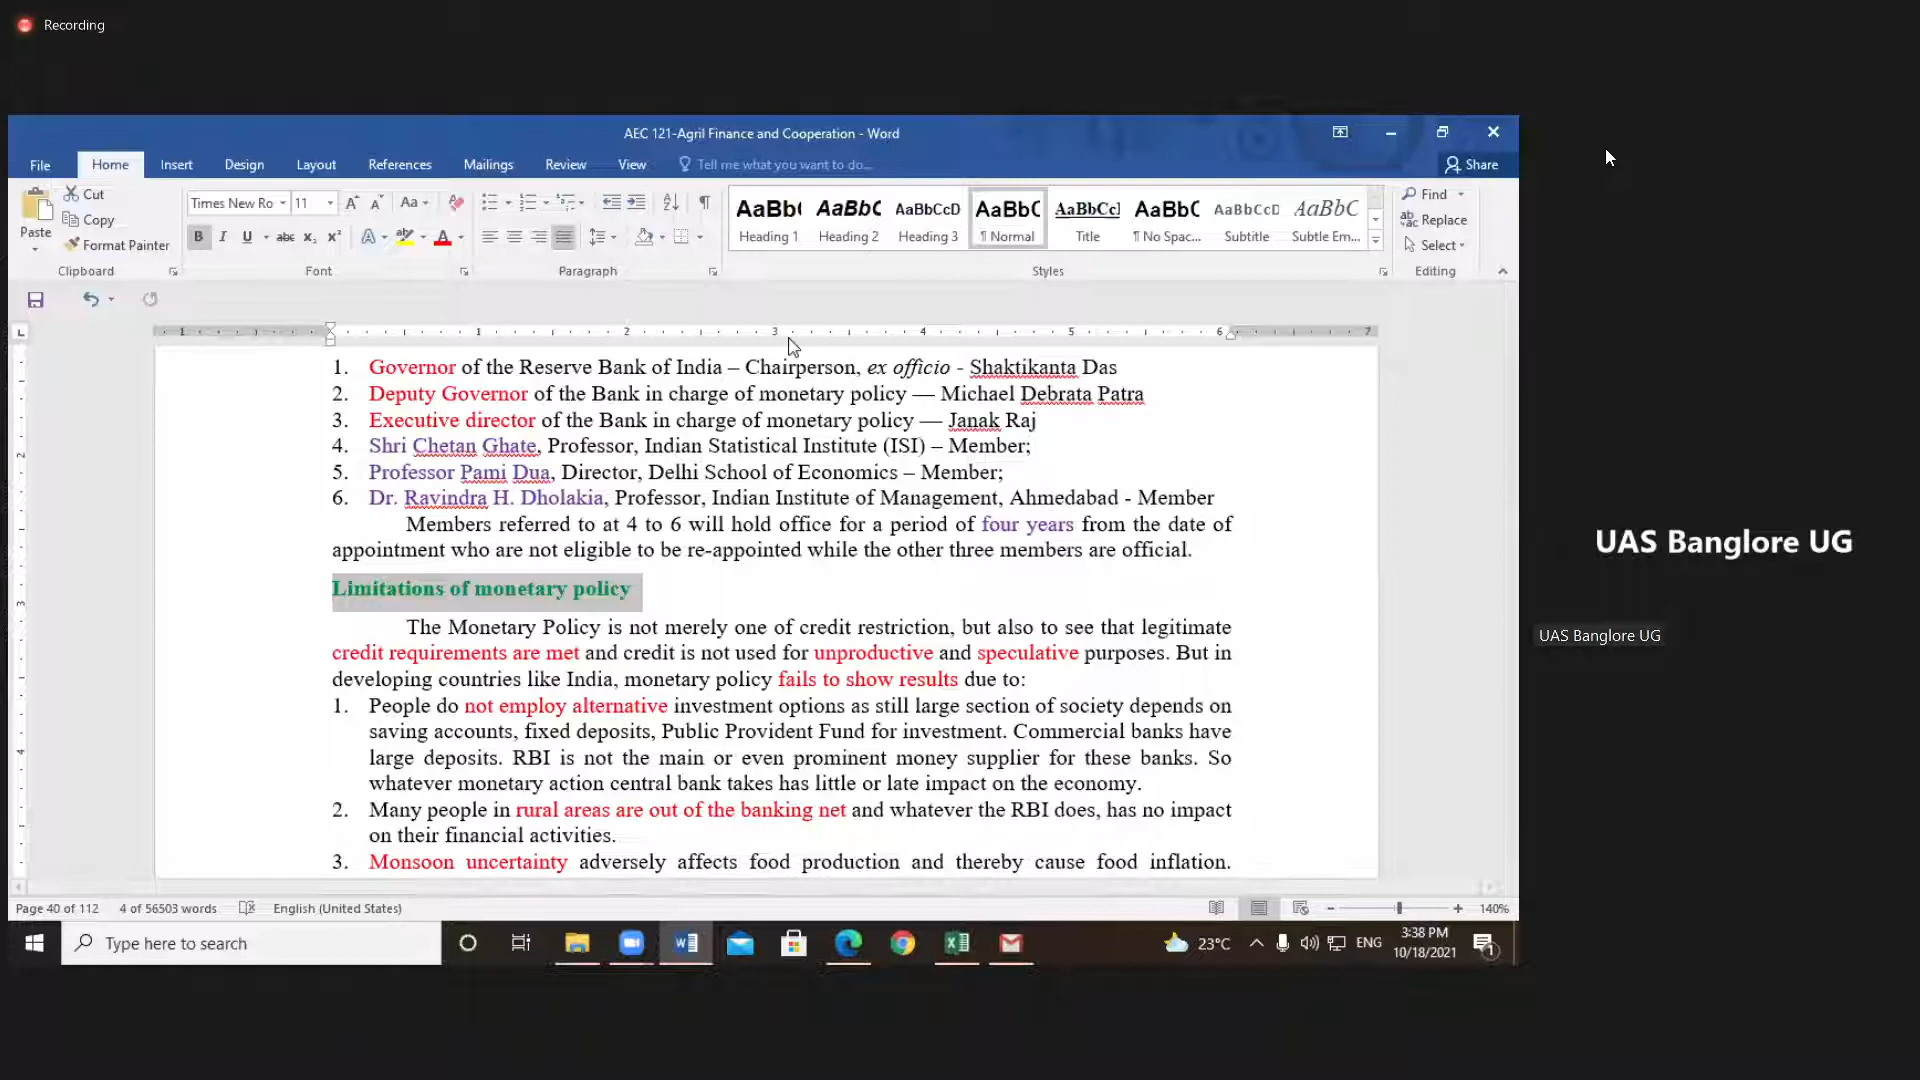 Recording
AEC 121-Agril Finance and Cooperation - Word
File Home Insert Design Layout References Mailings Review View Tell me what you want to do... Share
Paste Cut Copy Format Painter
Times New Ro 11
AaBb( AaBbC AaBbCcD AaBbC AaBbCcI AaBbC AaBbCcD AaBbC
Heading 1 Heading 2 Heading 3 ¶ Normal Title ¶ No Spac... Subtitle Subtle Em...
Find Replace Select
Clipboard Font Paragraph Styles Editing
1 1 2 3 4 5 6 7
1. Governor of the Reserve Bank of India – Chairperson, ex officio - Shaktikanta Das
2. Deputy Governor of the Bank in charge of monetary policy — Michael Debrata Patra
3. Executive director of the Bank in charge of monetary policy — Janak Raj
4. Shri Chetan Ghate, Professor, Indian Statistical Institute (ISI) – Member;
5. Professor Pami Dua, Director, Delhi School of Economics – Member;
6. Dr. Ravindra H. Dholakia, Professor, Indian Institute of Management, Ahmedabad - Member
Members referred to at 4 to 6 will hold office for a period of four years from the date of
appointment who are not eligible to be re-appointed while the other three members are official.
Limitations of monetary policy
The Monetary Policy is not merely one of credit restriction, but also to see that legitimate
credit requirements are met and credit is not used for unproductive and speculative purposes. But in
developing countries like India, monetary policy fails to show results due to:
1. People do not employ alternative investment options as still large section of society depends on
saving accounts, fixed deposits, Public Provident Fund for investment. Commercial banks have
large deposits. RBI is not the main or even prominent money supplier for these banks. So
whatever monetary action central bank takes has little or late impact on the economy.
2. Many people in rural areas are out of the banking net and whatever the RBI does, has no impact
on their financial activities.
3. Monsoon uncertainty adversely affects food production and thereby cause food inflation.
Page 40 of 112 4 of 56503 words English (United States) 140%
Type here to search
23°C ENG 3:38 PM
10/18/2021
1
UAS Banglore UG
UAS Banglore UG